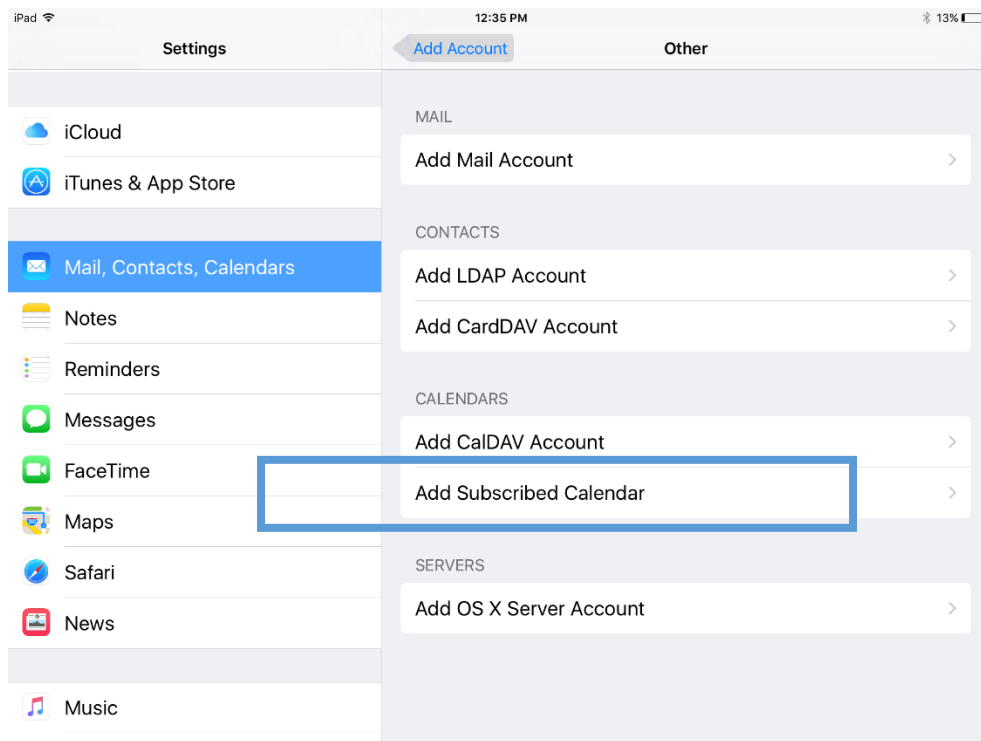 iPad 12:35 PM 13%
Settings
Add Account Other
iCloud
iTunes & App Store
Mail, Contacts, Calendars
Notes
Reminders
Messages
FaceTime
Maps
Safari
News
Music
MAIL
Add Mail Account
CONTACTS
Add LDAP Account
Add CardDAV Account
CALENDARS
Add CalDAV Account
Add Subscribed Calendar
SERVERS
Add OS X Server Account